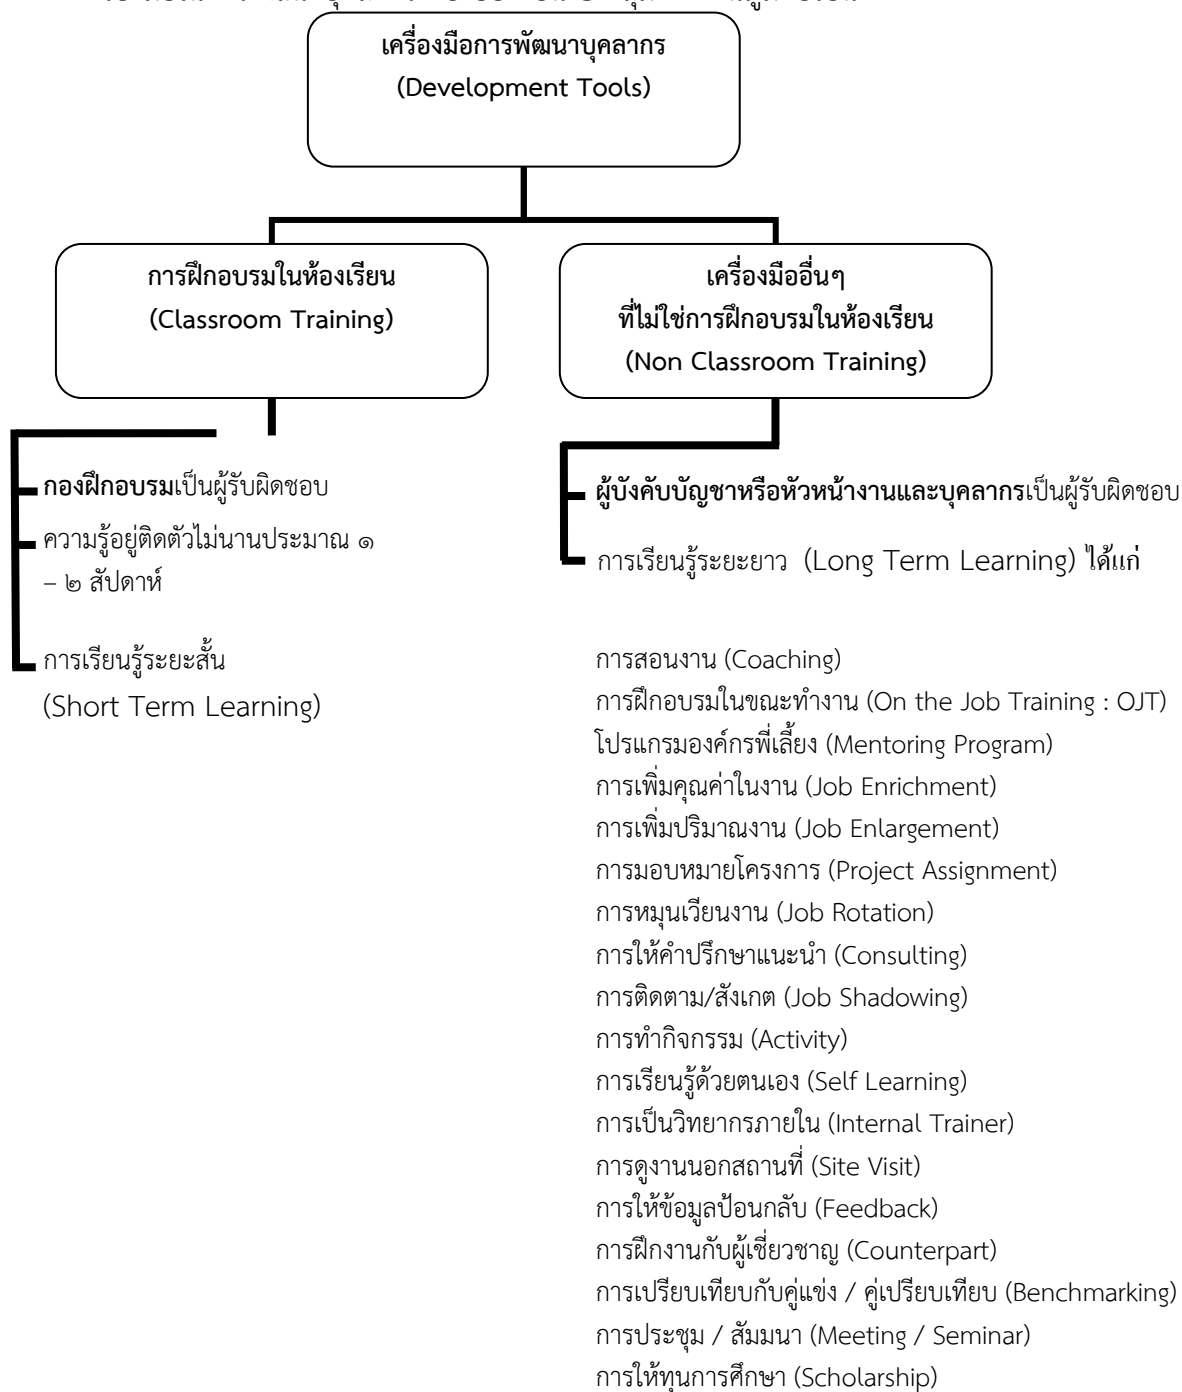 เครื่องมือการพัฒนาบุคลากร
(Development Tools)
การฝึกอบรมในห้องเรียน
(Classroom Training)
เครื่องมืออื่นๆ
ที่ไม่ใช่การฝึกอบรมในห้องเรียน
(Non Classroom Training)
กองฝึกอบรมเป็นผู้รับผิดชอบ
ความรู้อยู่ติดตัวไม่นานประมาณ ๑
– ๒ สัปดาห์
การเรียนรู้ระยะสั้น
(Short Term Learning)
ผู้บังคับบัญชาหรือหัวหน้างานและบุคลากรเป็นผู้รับผิดชอบ
การเรียนรู้ระยะยาว (Long Term Learning) ได้แก่
การสอนงาน (Coaching)
การฝึกอบรมในขณะทำงาน (On the Job Training : OJT)
โปรแกรมองค์กรพี่เลี้ยง (Mentoring Program)
การเพิ่มคุณค่าในงาน (Job Enrichment)
การเพิ่มปริมาณงาน (Job Enlargement)
การมอบหมายโครงการ (Project Assignment)
การหมุนเวียนงาน (Job Rotation)
การให้คำปรึกษาแนะนำ (Consulting)
การติดตาม/สังเกต (Job Shadowing)
การทำกิจกรรม (Activity)
การเรียนรู้ด้วยตนเอง (Self Learning)
การเป็นวิทยากรภายใน (Internal Trainer)
การดูงานนอกสถานที่ (Site Visit)
การให้ข้อมูลป้อนกลับ (Feedback)
การฝึกงานกับผู้เชี่ยวชาญ (Counterpart)
การเปรียบเทียบกับคู่แข่ง / คู่เปรียบเทียบ (Benchmarking)
การประชุม / สัมมนา (Meeting / Seminar)
การให้ทุนการศึกษา (Scholarship)